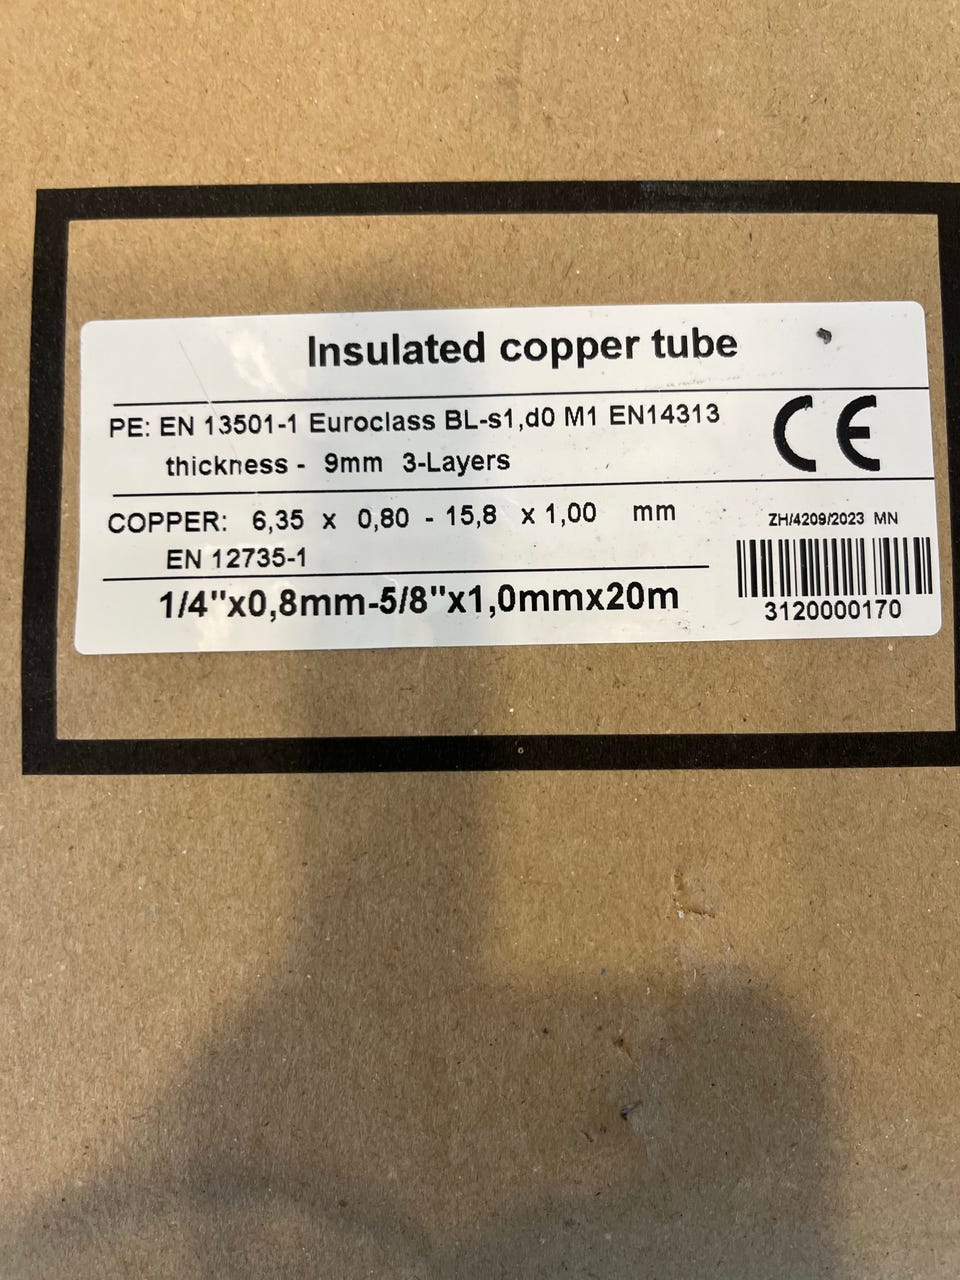 Insulated copper tube
PE: EN 13501-1 Euroclass BL-s1,d0 M1 EN14313
thickness - 9mm 3-Layers
CE
COPPER: 6,35 x 0,80 - 15,8 x 1,00 mm
EN 12735-1
ZH/4209/2023 MN
1/4"x0,8mm-5/8"x1,0mmx20m
3120000170